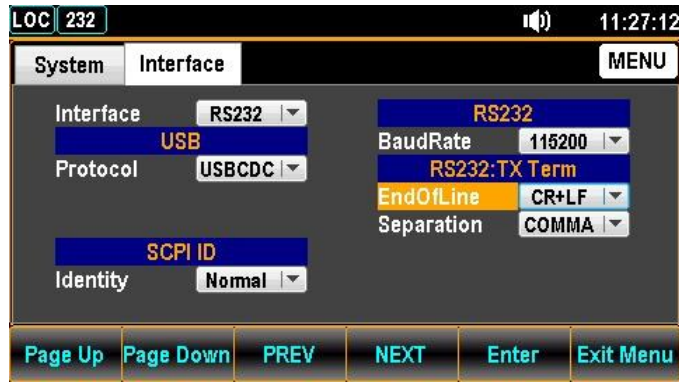 LOC 232 11:27:12
System Interface MENU
Interface RS232
USB
Protocol USBCDC
SCPI ID
Identity Normal
RS232
BaudRate 115200
RS232:TX Term
EndOfLine CR+LF
Separation COMMA
Page Up Page Down PREV NEXT Enter Exit Menu